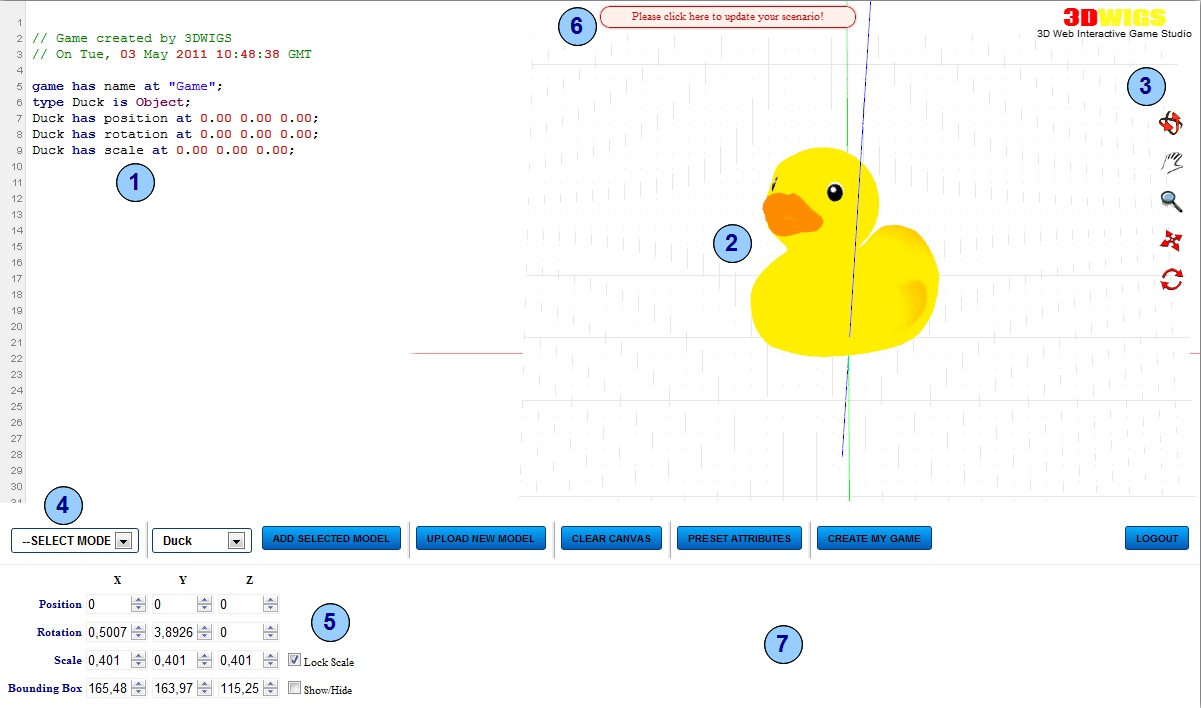 6
Please click here to update your scenario!
3DWIGS
3D Web Interactive Game Studio
1
2 // Game created by 3DWIGS
3 // On Tue, 03 May 2011 10:48:38 GMT
4
5 game has name at "Game";
6 type Duck is Object;
7 Duck has position at 0.00 0.00 0.00;
8 Duck has rotation at 0.00 0.00 0.00;
9 Duck has scale at 0.00 0.00 0.00;
10
11
12
13
14
15
16
17
18
19
20
21
22
23
24
25
26
27
28
29
30
31
1
2
3
4
--SELECT MODE
Duck
ADD SELECTED MODEL
UPLOAD NEW MODEL
CLEAR CANVAS
PRESET ATTRIBUTES
CREATE MY GAME
LOGOUT
X Y Z
Position 0 0 0
Rotation 0,5007 3,8926 0
5
Scale 0,401 0,401 0,401 Lock Scale
Bounding Box 165,48 163,97 115,25 Show/Hide
7